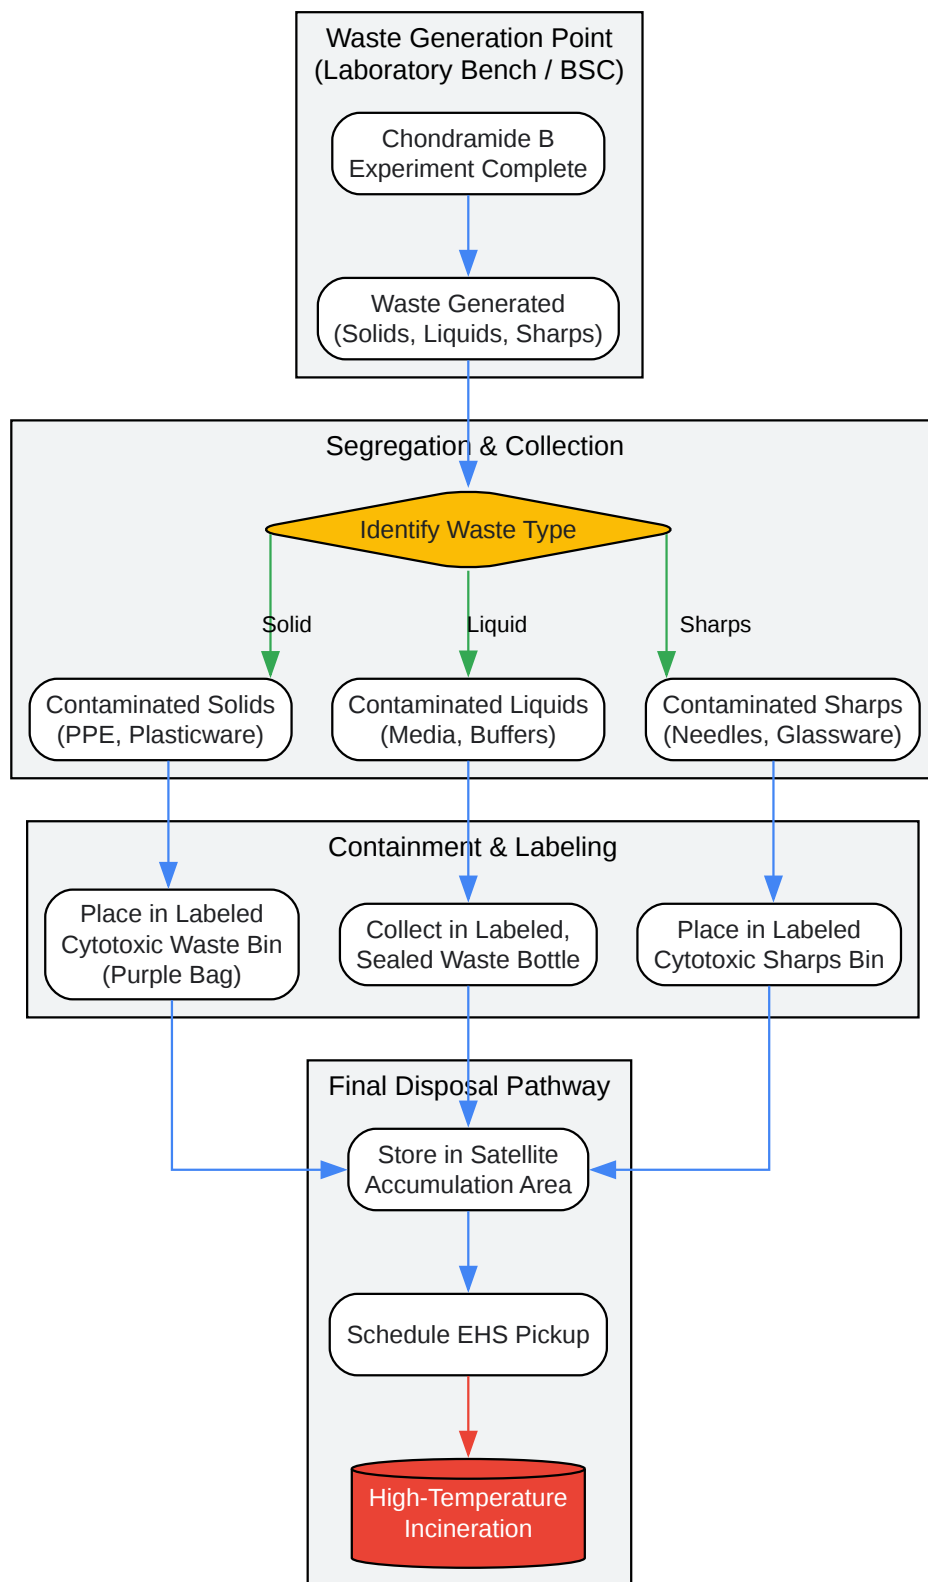 Waste Generation Point
(Laboratory Bench / BSC)
Chondramide B
Experiment Complete
Waste Generated
(Solids, Liquids, Sharps)
Segregation & Collection
Identify Waste Type
Solid
Liquid
Sharps
Contaminated Solids
(PPE, Plasticware)
Contaminated Liquids
(Media, Buffers)
Contaminated Sharps
(Needles, Glassware)
Containment & Labeling
Place in Labeled
Cytotoxic Waste Bin
(Purple Bag)
Collect in Labeled,
Sealed Waste Bottle
Place in Labeled
Cytotoxic Sharps Bin
Final Disposal Pathway
Store in Satellite
Accumulation Area
Schedule EHS Pickup
High-Temperature
Incineration